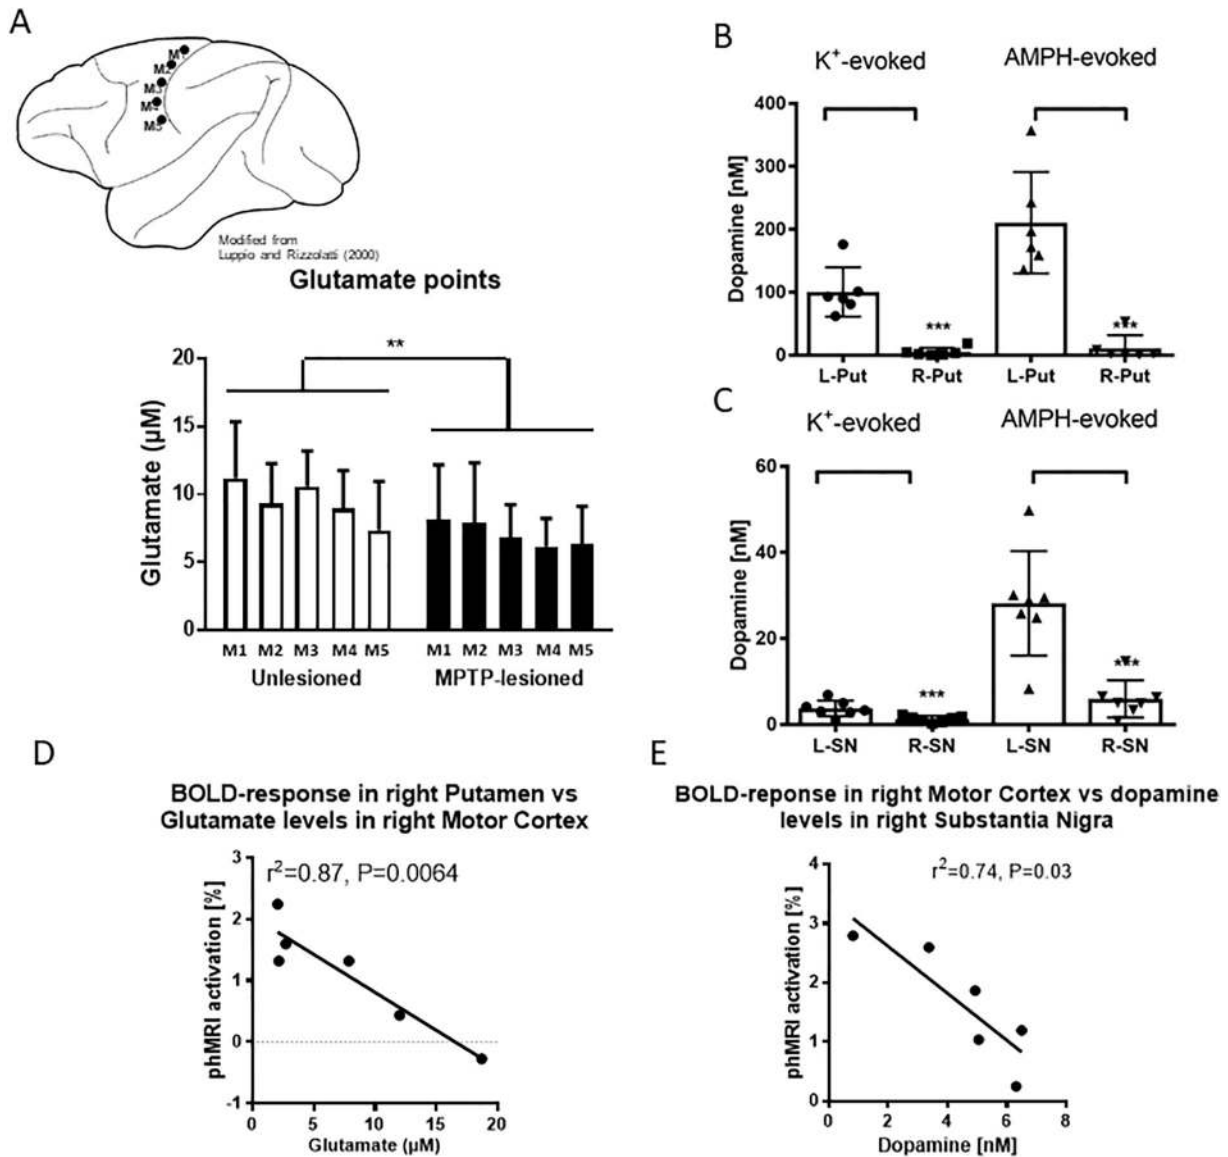 A
M1
M2
M3
M4
M5
Modified from
Luppio and Rizzolatti (2000)
Glutamate points
**
20
15
10
5
0
Glutamate (µM)
M1 M2 M3 M4 M5 M1 M2 M3 M4 M5
Unlesioned MPTP-lesioned
B
K+-evoked AMPH-evoked
400
300
200
100
0
Dopamine [nM]
*** ***
L-Put R-Put L-Put R-Put
C
K+-evoked AMPH-evoked
60
40
20
0
Dopamine [nM]
*** ***
L-SN R-SN L-SN R-SN
D
BOLD-response in right Putamen vs
Glutamate levels in right Motor Cortex
r2=0.87, P=0.0064
3
2
1
0
-1
phMRI activation [%]
0 5 10 15 20
Glutamate (µM)
E
BOLD-reponse in right Motor Cortex vs dopamine
levels in right Substantia Nigra
r2=0.74, P=0.03
4
3
2
1
0
phMRI activation [%]
0 2 4 6 8
Dopamine [nM]